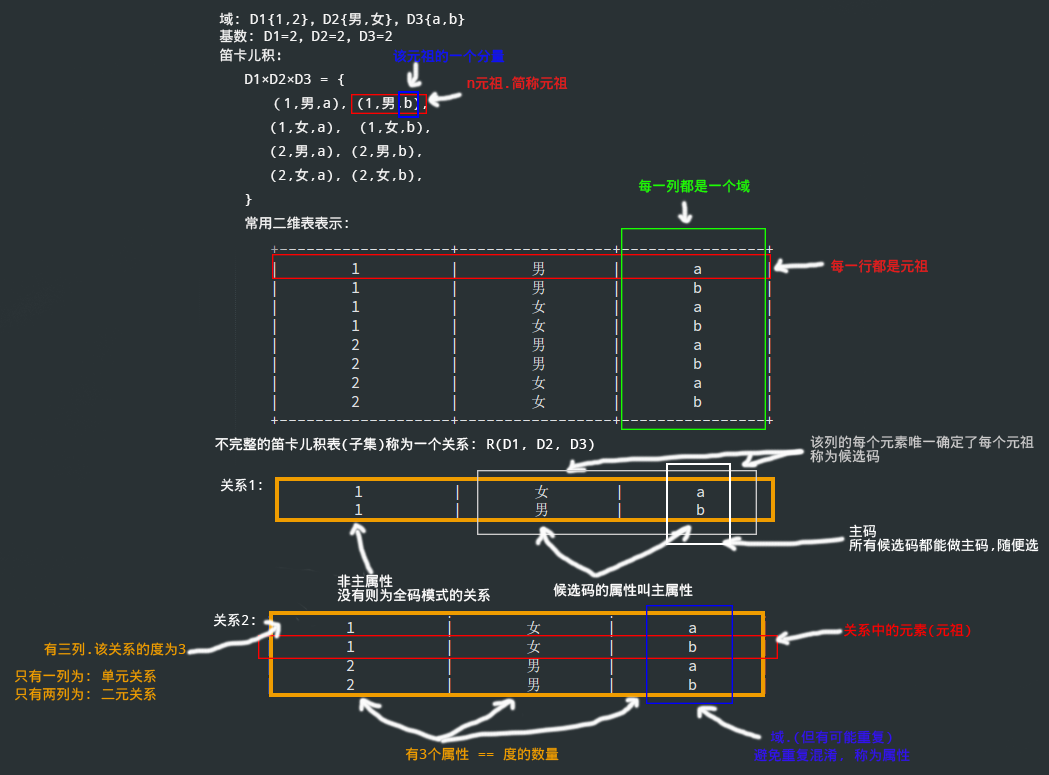 域: D1{1,2}, D2{男,女}, D3{a,b}
基数: D1=2, D2=2, D3=2
笛卡儿积:
该元祖的一个分量
D1×D2×D3 = {
n元祖.简称元祖
(1,男,a), (1,男,b),
(1,女,a), (1,女,b),
(2,男,a), (2,男,b),
(2,女,a), (2,女,b),
}
每一列都是一个域
常用二维表表示:
+--------------------+------------------+-----------------+
| 1 | 男 | a |
每一行都是元祖
| 1 | 男 | b |
| 1 | 女 | a |
| 1 | 女 | b |
| 2 | 男 | a |
| 2 | 男 | b |
| 2 | 女 | a |
| 2 | 女 | b |
+--------------------+------------------+-----------------+
不完整的笛卡儿积表(子集)称为一个关系: R(D1, D2, D3)
该列的每个元素唯一确定了每个元祖
称为候选码
关系1:
1 | 女 | a
1 | 男 | b
主码
所有候选码都能做主码,随便选
非主属性
没有则为全码模式的关系
候选码的属性叫主属性
关系2:
1 | 女 | a
1 | 女 | b
2 | 男 | a
2 | 男 | b
关系中的元素(元祖)
有三列.该关系的度为3
只有一列为: 单元关系
只有两列为: 二元关系
有3个属性 == 度的数量
域.(但有可能重复)
避免重复混淆, 称为属性